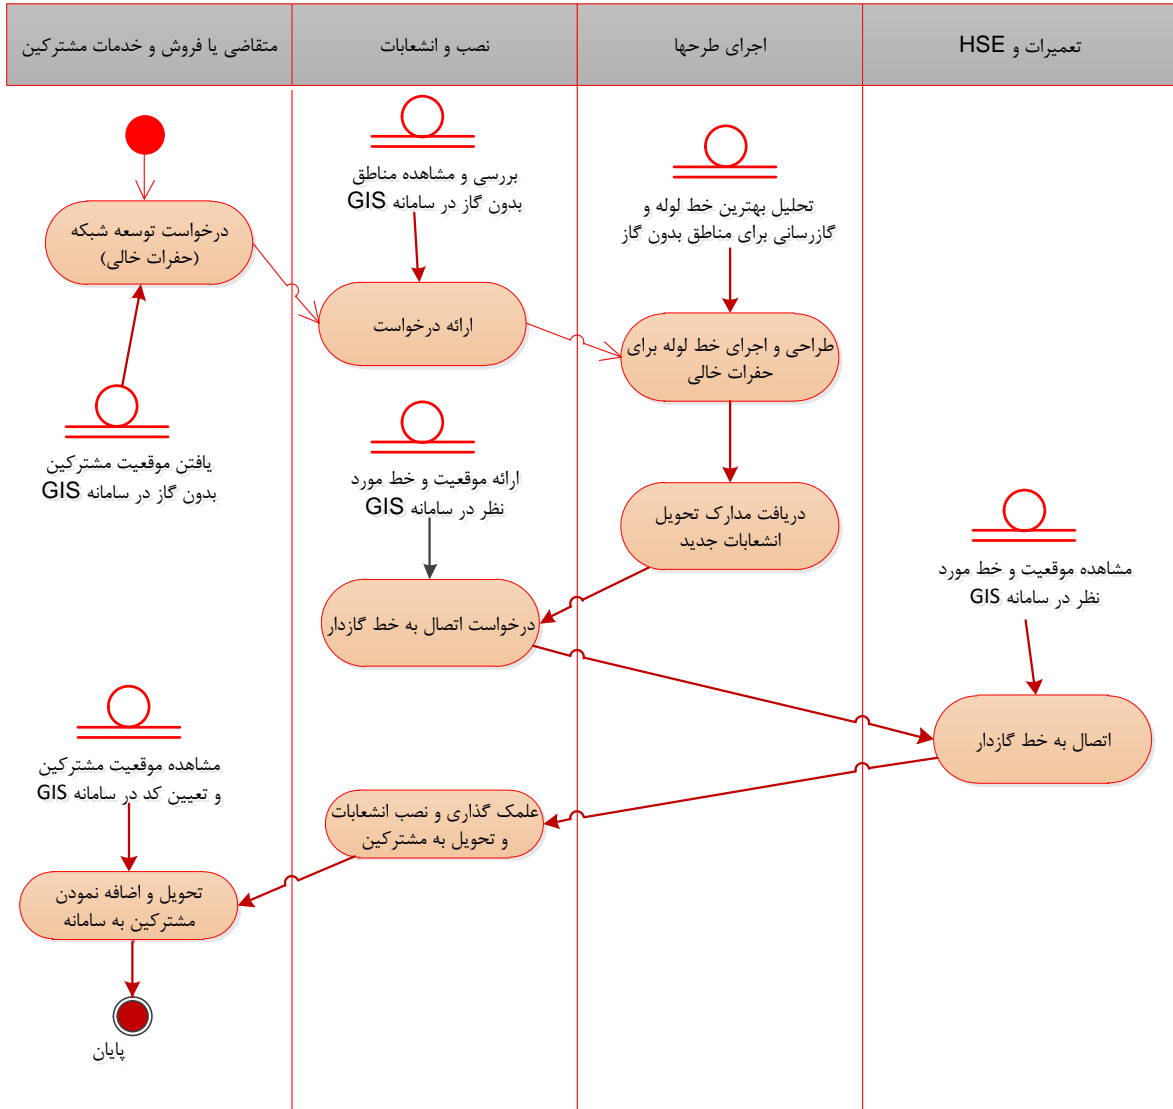 متقاضی یا فروش و خدمات مشترکین
نصب و انشعابات
اجرای طرحها
تعمیرات و HSE
درخواست توسعه شبکه
(حفرات خالی)
یافتن موقعیت مشترکین
بدون گاز در سامانه GIS
بررسی و مشاهده مناطق
بدون گاز در سامانه GIS
ارائه درخواست
تحلیل بهترین خط لوله و
گازرسانی برای مناطق بدون گاز
طراحی و اجرای خط لوله برای
حفرات خالی
دریافت مدارک تحویل
انشعابات جدید
ارائه موقعیت و خط مورد
نظر در سامانه GIS
درخواست اتصال به خط گازدار
مشاهده موقعیت و خط مورد
نظر در سامانه GIS
اتصال به خط گازدار
علمک گذاری و نصب انشعابات
و تحویل به مشترکین
مشاهده موقعیت مشترکین
و تعیین کد در سامانه GIS
تحویل و اضافه نمودن
مشترکین به سامانه
پایان